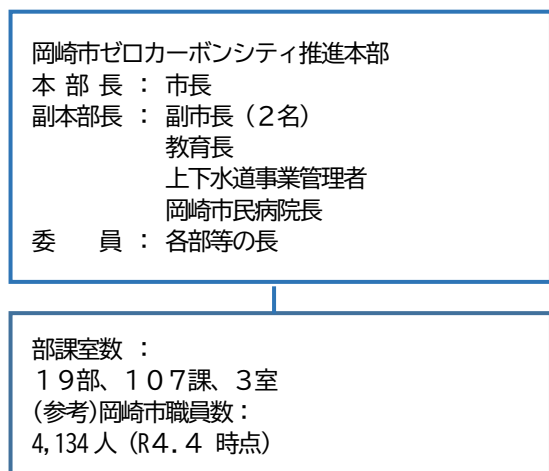 岡崎市ゼロカーボンシティ推進本部
本 部 長 ： 市長
副本部長 ： 副市長（２名）
教育長
上下水道事業管理者
岡崎市民病院長
委　　員 ： 各部等の長
部課室数 ：
１９部、１０７課、３室
(参考)岡崎市職員数：
4,134 人（R４．４ 時点）